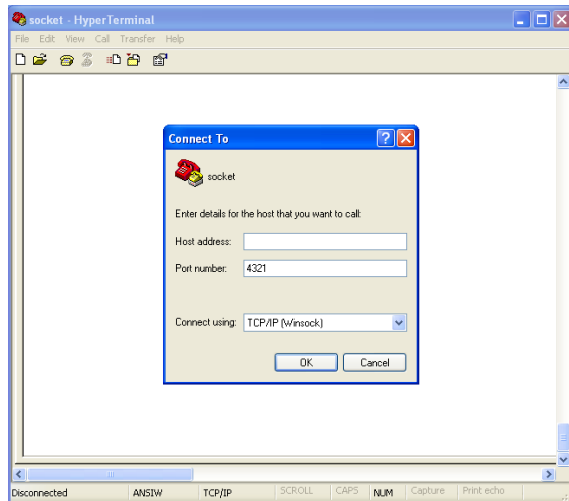 socket - HyperTerminal
File Edit View Call Transfer Help
Connect To
socket
Enter details for the host that you want to call:
Host address:
Port number: 4321
Connect using: TCP/IP (Winsock)
OK Cancel
Disconnected ANSIW TCP/IP SCROLL CAPS NUM Capture Print echo